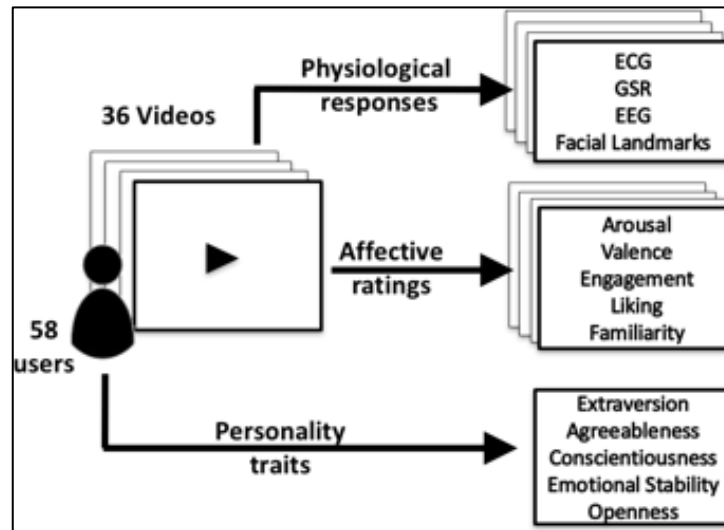 36 Videos
58
users
Physiological
responses
ECG
GSR
EEG
Facial Landmarks
Affective
ratings
Arousal
Valence
Engagement
Liking
Familiarity
Personality
traits
Extraversion
Agreeableness
Conscientiousness
Emotional Stability
Openness